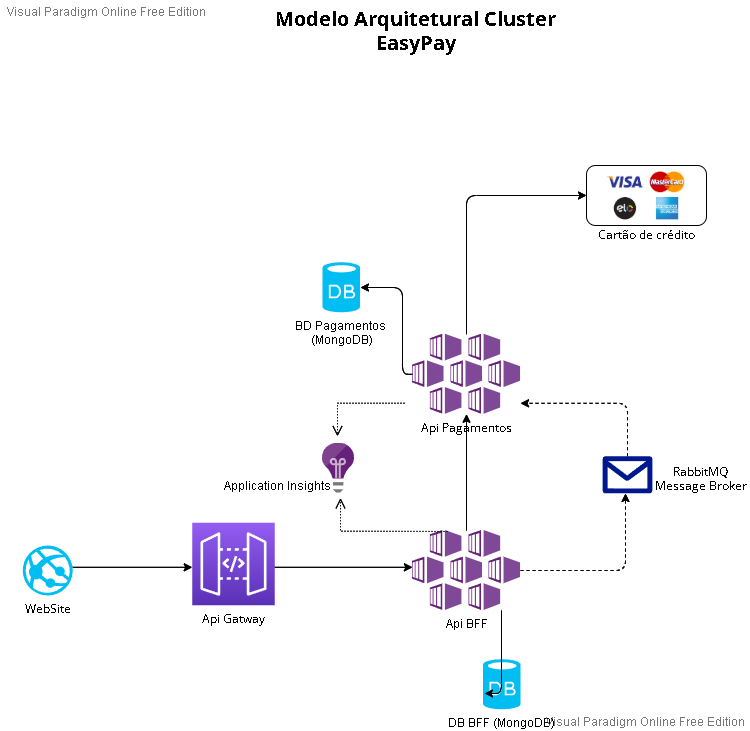 Visual Paradigm Online Free Edition
Modelo Arquitetural Cluster
EasyPay
VISA
MasterCard
elo
Cartão de crédito
DB
BD Pagamentos
(MongoDB)
Api Pagamentos
Application Insights
RabbitMQ
Message Broker
</>
WebSite
Api Gatway
Api BFF
DB
DB BFF (MongoDB)
Visual Paradigm Online Free Edition